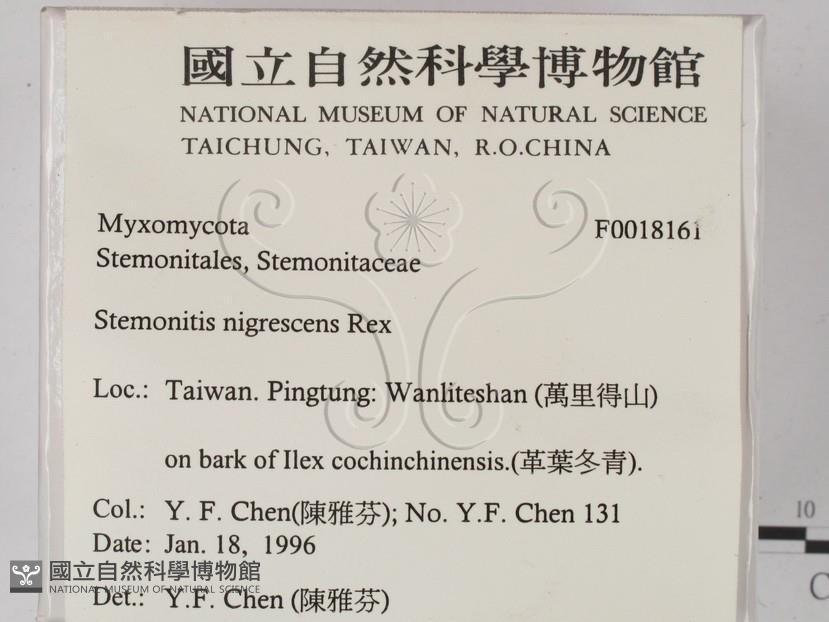 國立自然科學博物館
NATIONAL MUSEUM OF NATURAL SCIENCE
TAICHUNG, TAIWAN, R.O.CHINA
Myxomycota F0018161
Stemonitales, Stemonitaceae
Stemonitis nigrescens Rex
Loc.: Taiwan. Pingtung: Wanliteshan (萬里得山)
on bark of Ilex cochinchinensis.(革葉冬青).
Col.: Y. F. Chen(陳雅芬); No. Y.F. Chen 131
Date: Jan. 18, 1996
Det.: Y.F. Chen (陳雅芬)
國立自然科學博物館
NATIONAL MUSEUM OF NATURAL SCIENCE
10
C